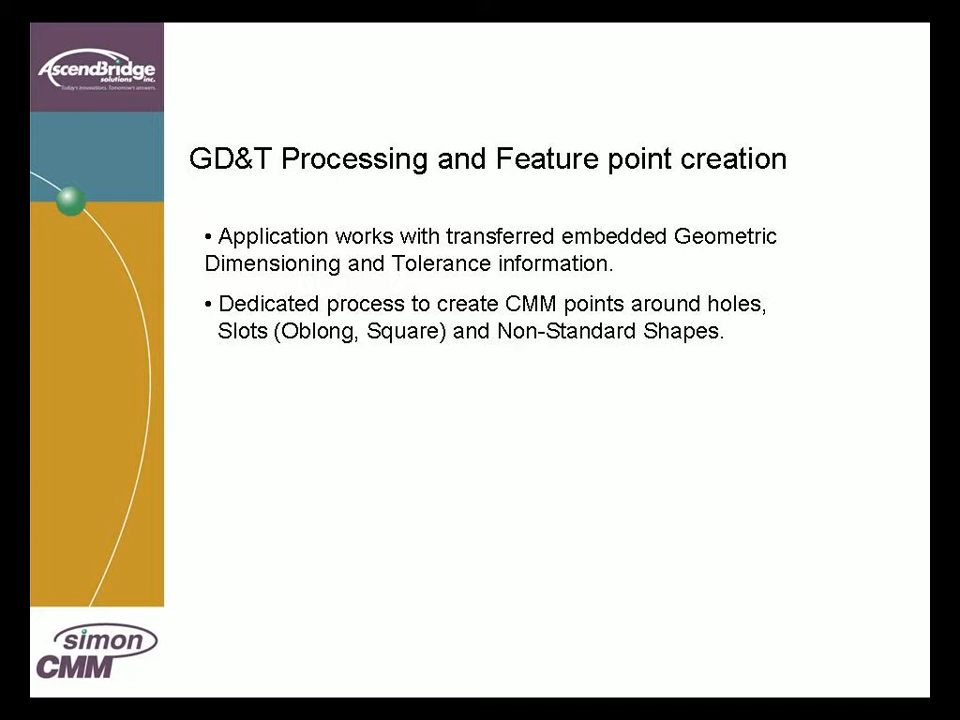 AscendBridge
solutions inc.
Today's innovations. Tomorrow's answers.
GD&T Processing and Feature point creation
• Application works with transferred embedded Geometric
Dimensioning and Tolerance information.
• Dedicated process to create CMM points around holes,
Slots (Oblong, Square) and Non-Standard Shapes.
simon
CMM